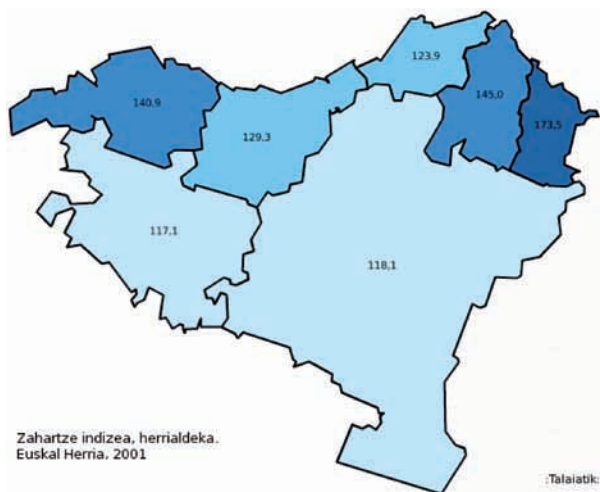 123,9
140,9
145,0
173,5
129,3
117,1
118,1
Zahartze indizea, herrialdeka.
Euskal Herria, 2001
:Talaiatik: